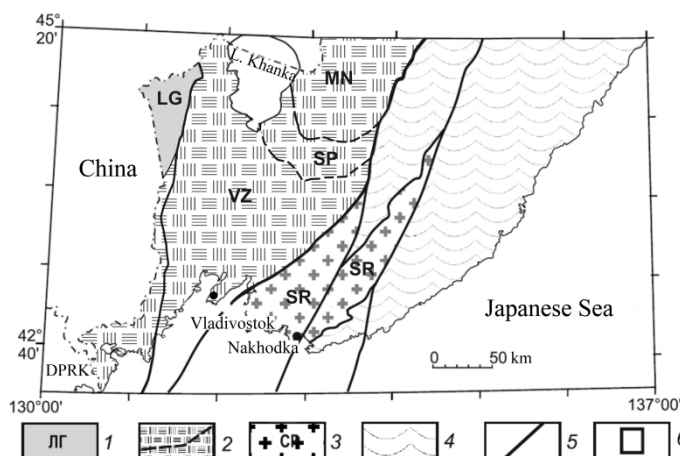 45°
20'
L. Khanka
MN
LG
China
SP
VZ
SR
SR
Vladivostok
Japanese Sea
Nakhodka
42°
40'
0 50 km
DPRK
130°00'
137°00'
ЛГ 1 2 СР 3 4 5 6